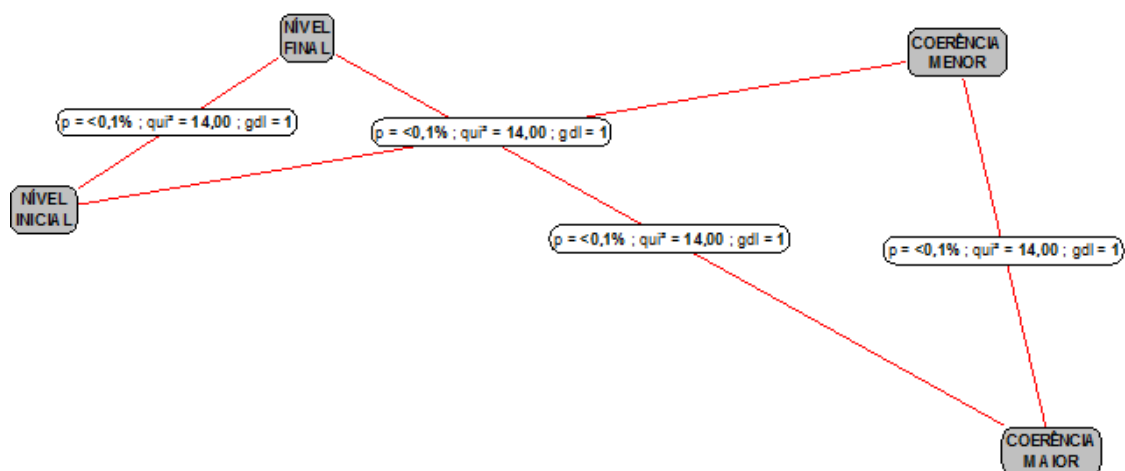 NÍVEL
FINAL
COERÊNCIA
MENOR
p = <0,1% ; qui² = 14,00 ; gdl = 1
p = <0,1% ; qui² = 14,00 ; gdl = 1
NÍVEL
INICIAL
p = <0,1% ; qui² = 14,00 ; gdl = 1
p = <0,1% ; qui² = 14,00 ; gdl = 1
COERÊNCIA
MAIOR